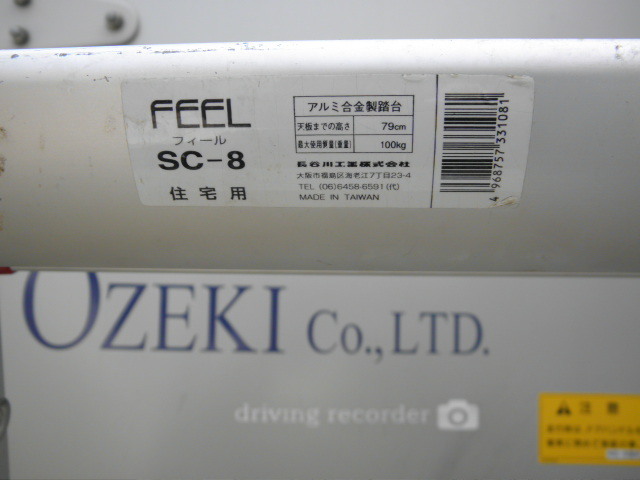 FEEL
フィール
SC-8
住宅用
アルミ合金製踏台
天板までの高さ 79cm
最大使用質量(重量) 100kg
長谷川工業株式会社
大阪市福島区海老江7丁目23-4
TEL (06)6458-6591(代)
MADE IN TAIWAN
4 968757 331081
OZEKI CO., LTD.
driving recorder
注意